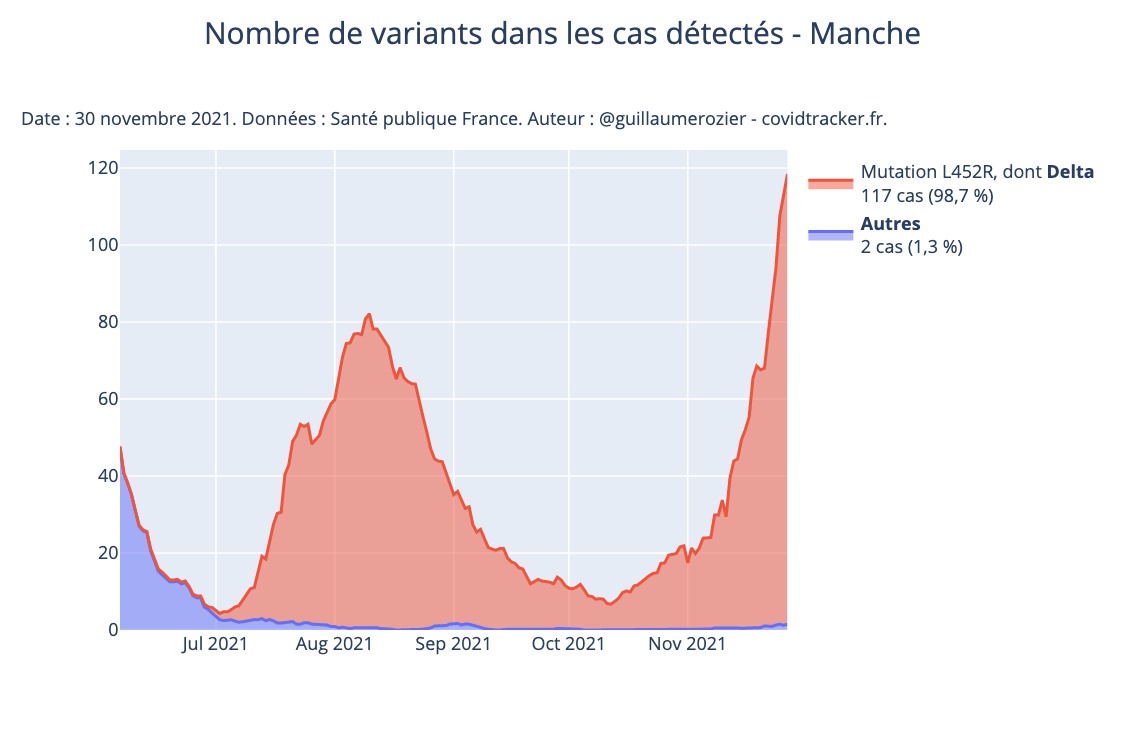 Nombre de variants dans les cas détectés - Manche
Date : 30 novembre 2021. Données : Santé publique France. Auteur : @guillaumerozier - covidtracker.fr.
120
100
80
60
40
20
0
Jul 2021
Aug 2021
Sep 2021
Oct 2021
Nov 2021
Mutation L452R, dont Delta
117 cas (98,7 %)
Autres
2 cas (1,3 %)